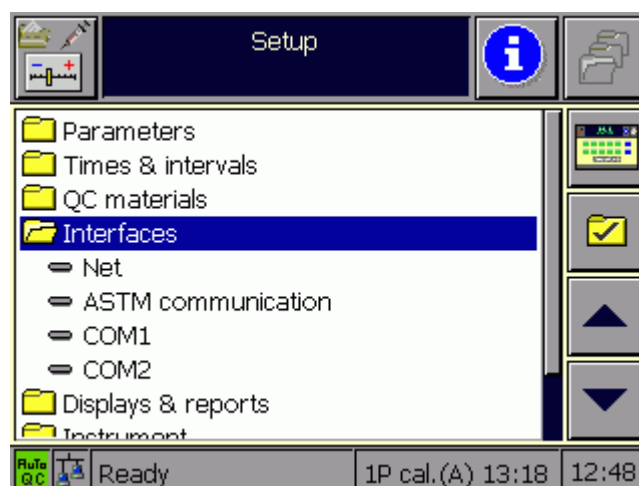 Setup
Parameters
Times & intervals
QC materials
Interfaces
Net
ASTM communication
COM1
COM2
Displays & reports
Instrument
AuTo QC Ready 1P cal.(A) 13:18 12:48